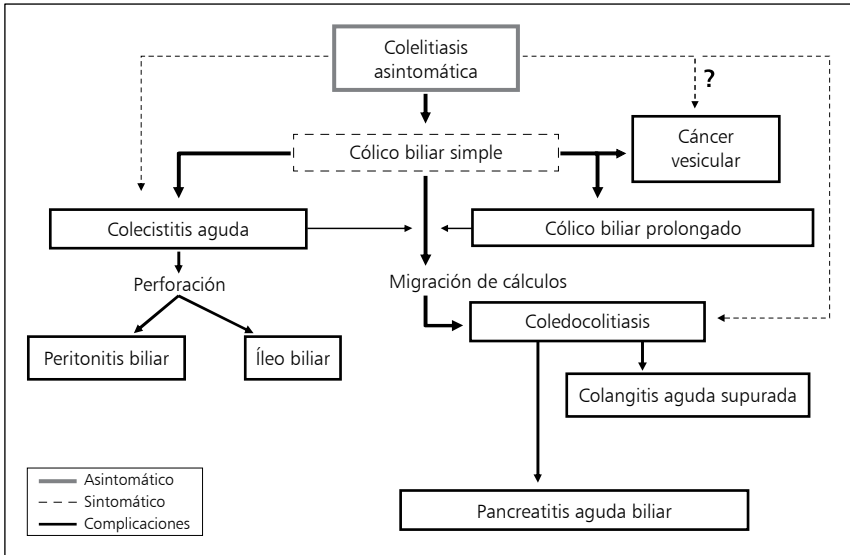 Colelitiasis
asintomática
?
Cólico biliar simple
Cáncer
vesicular
Colecistitis aguda
Cólico biliar prolongado
Perforación
Migración de cálculos
Coledocolitiasis
Peritonitis biliar
Íleo biliar
Colangitis aguda supurada
Asintomático
Sintomático
Complicaciones
Pancreatitis aguda biliar